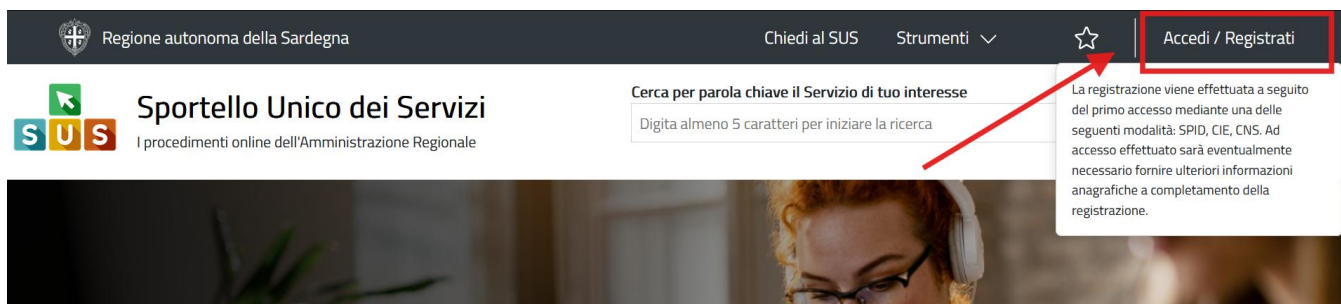 Regione autonoma della Sardegna
Chiedi al SUS
Strumenti
Accedi / Registrati
SUS
Sportello Unico dei Servizi
I procedimenti online dell'Amministrazione Regionale
Cerca per parola chiave il Servizio di tuo interesse
Digita almeno 5 caratteri per iniziare la ricerca
La registrazione viene effettuata a seguito
del primo accesso mediante una delle
seguenti modalità: SPID, CIE, CNS. Ad
accesso effettuato sarà eventualmente
necessario fornire ulteriori informazioni
anagrafiche a completamento della
registrazione.